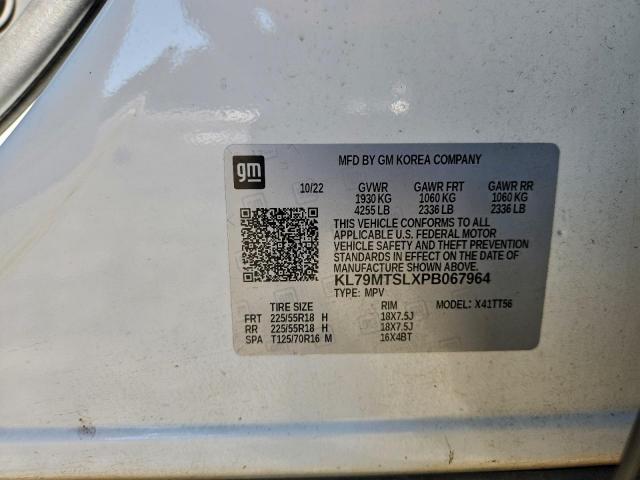 gm
MFD BY GM KOREA COMPANY
10/22 GVWR GAWR FRT GAWR RR
1930 KG 1060 KG 1060 KG
4255 LB 2336 LB 2336 LB
THIS VEHICLE CONFORMS TO ALL
APPLICABLE U.S. FEDERAL MOTOR
VEHICLE SAFETY AND THEFT PREVENTION
STANDARDS IN EFFECT ON THE DATE OF
MANUFACTURE SHOWN ABOVE.
KL79MTSLXPB067964
TYPE: MPV
TIRE SIZE RIM MODEL: X41TT56
FRT 225/55R18 H 18X7.5J
RR 225/55R18 H 18X7.5J
SPA T125/70R16 M 16X4BT